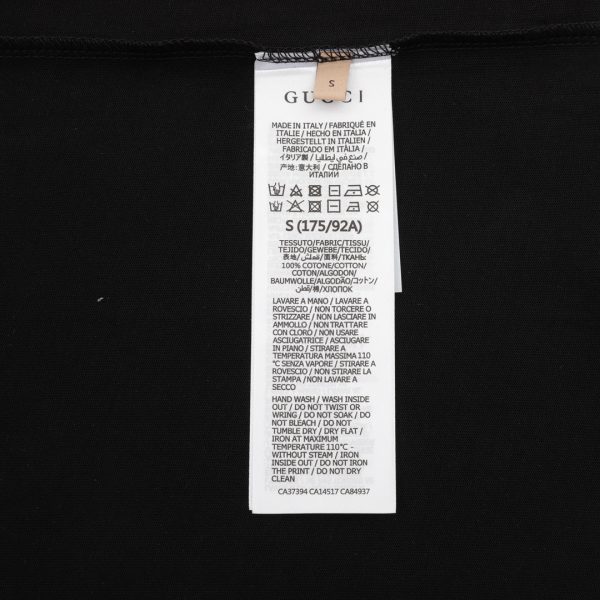 S
GUCCI
MADE IN ITALY / FABRIQUÉ EN
ITALIE / HECHO EN ITALIA /
HERGESTELLT IN ITALIEN /
FABRICADO EM ITÁLIA /
イタリア製 / صنع في ايطاليا /
产地: 意大利 / СДЕЛАНО В
ИТАЛИИ
S (175/92A)
TESSUTO/FABRIC/TISSU/
TEJIDO/GEWEBE/TECIDO/
表地/قماش/面料/ТКАНЬ:
100% COTONE/COTTON/
COTON/ALGODON/
BAUMWOLLE/ALGODÃO/コットン/
قطن/棉/ХЛОПОК
LAVARE A MANO / LAVARE A
ROVESCIO / NON TORCERE O
STRIZZARE / NON LASCIARE IN
AMMOLLO / NON TRATTARE
CON CLORO / NON USARE
ASCIUGATRICE / ASCIUGARE
IN PIANO / STIRARE A
TEMPERATURA MASSIMA 110
°C SENZA VAPORE / STIRARE A
ROVESCIO / NON STIRARE LA
STAMPA / NON LAVARE A
SECCO
HAND WASH / WASH INSIDE
OUT / DO NOT TWIST OR
WRING / DO NOT SOAK / DO
NOT BLEACH / DO NOT
TUMBLE DRY / DRY FLAT /
IRON AT MAXIMUM
TEMPERATURE 110°C -
WITHOUT STEAM / IRON
INSIDE OUT / DO NOT IRON
THE PRINT / DO NOT DRY
CLEAN
CA37394 CA14517 CA84937